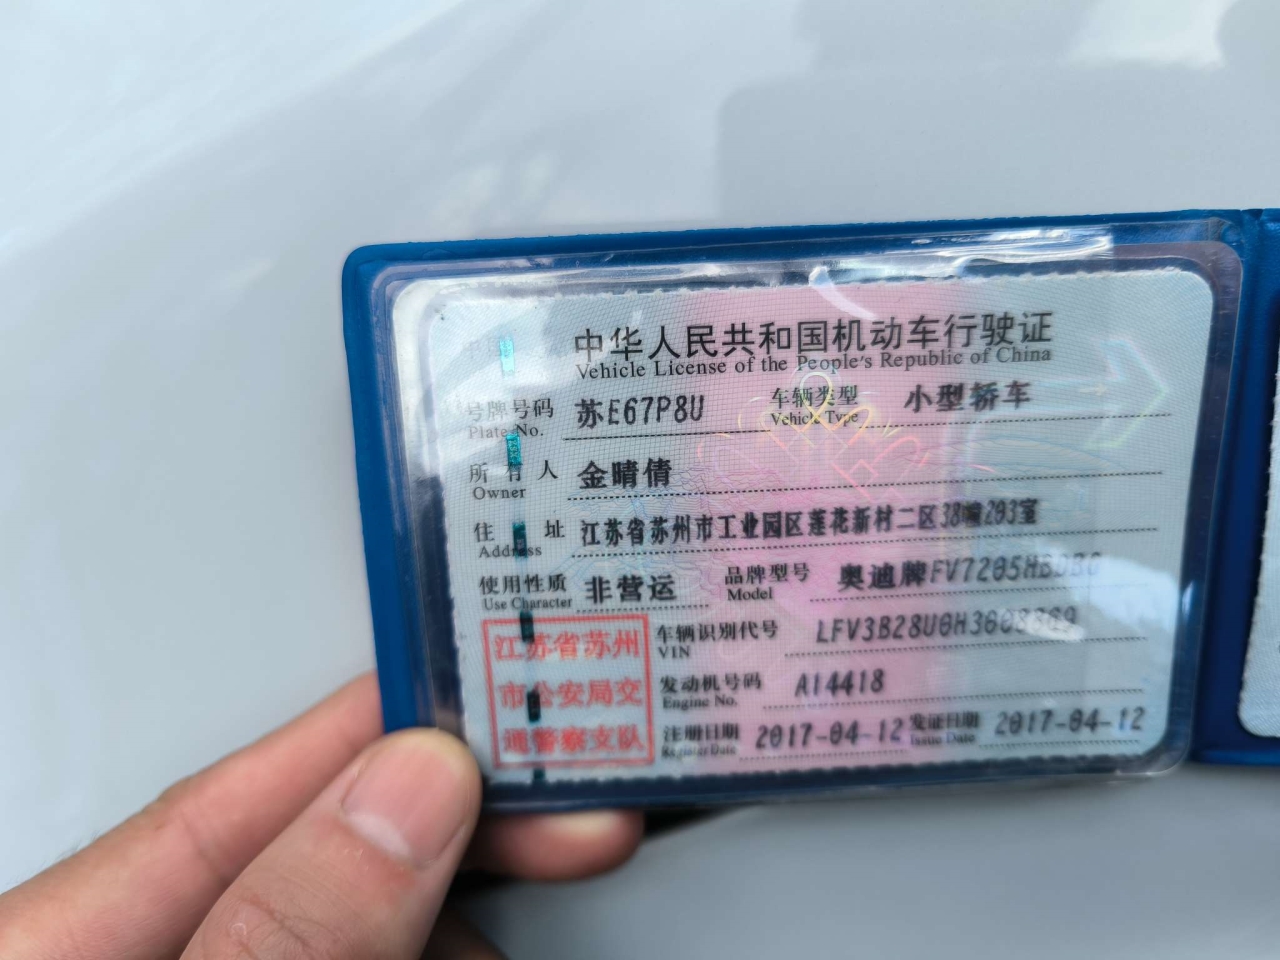 中华人民共和国机动车行驶证
Vehicle License of the People's Republic of China
号牌号码 苏E67P8U 车辆类型 小型轿车
Plate No. Vehicle Type
所有人 金晴倩
Owner
住址 江苏省苏州市工业园区莲花新村二区38幢203室
Address
使用性质 非营运 品牌型号 奥迪牌
Use Character Model
车辆识别代号
VIN
发动机号码 A14418
Engine No.
注册日期 2017-04-12 发证日期 2017-04-12
Register Date Issue Date
江苏省苏州
市公安局交
通警察支队